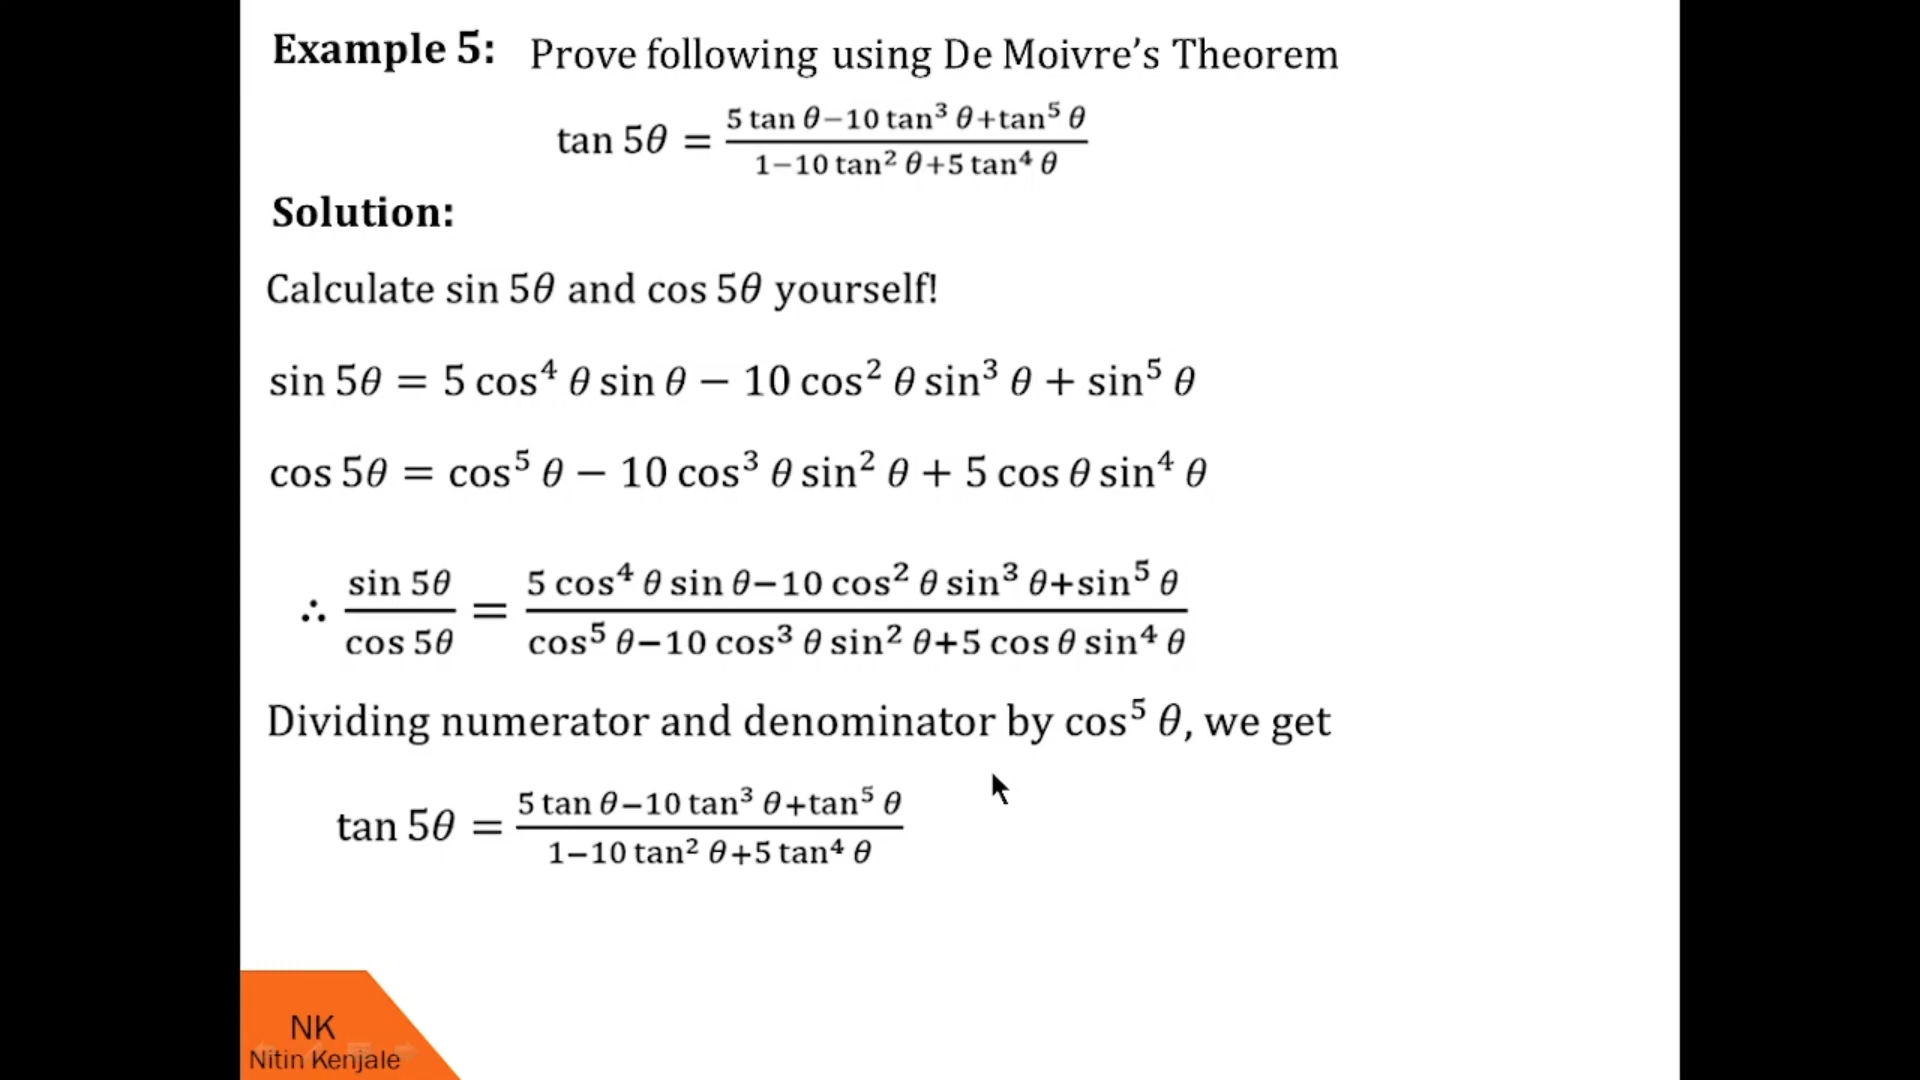 Example 5: Prove following using De Moivre’s Theorem
tan 5θ = (5 tan θ−10 tan³ θ+tan⁵ θ)/(1−10 tan² θ+5 tan⁴ θ)
Solution:
Calculate sin 5θ and cos 5θ yourself!
sin 5θ = 5 cos⁴ θ sin θ − 10 cos² θ sin³ θ + sin⁵ θ
cos 5θ = cos⁵ θ − 10 cos³ θ sin² θ + 5 cos θ sin⁴ θ
∴ (sin 5θ)/(cos 5θ) = (5 cos⁴ θ sin θ−10 cos² θ sin³ θ+sin⁵ θ)/(cos⁵ θ−10 cos³ θ sin² θ+5 cos θ sin⁴ θ)
Dividing numerator and denominator by cos⁵ θ, we get
tan 5θ = (5 tan θ−10 tan³ θ+tan⁵ θ)/(1−10 tan² θ+5 tan⁴ θ)
NK
Nitin Kenjale